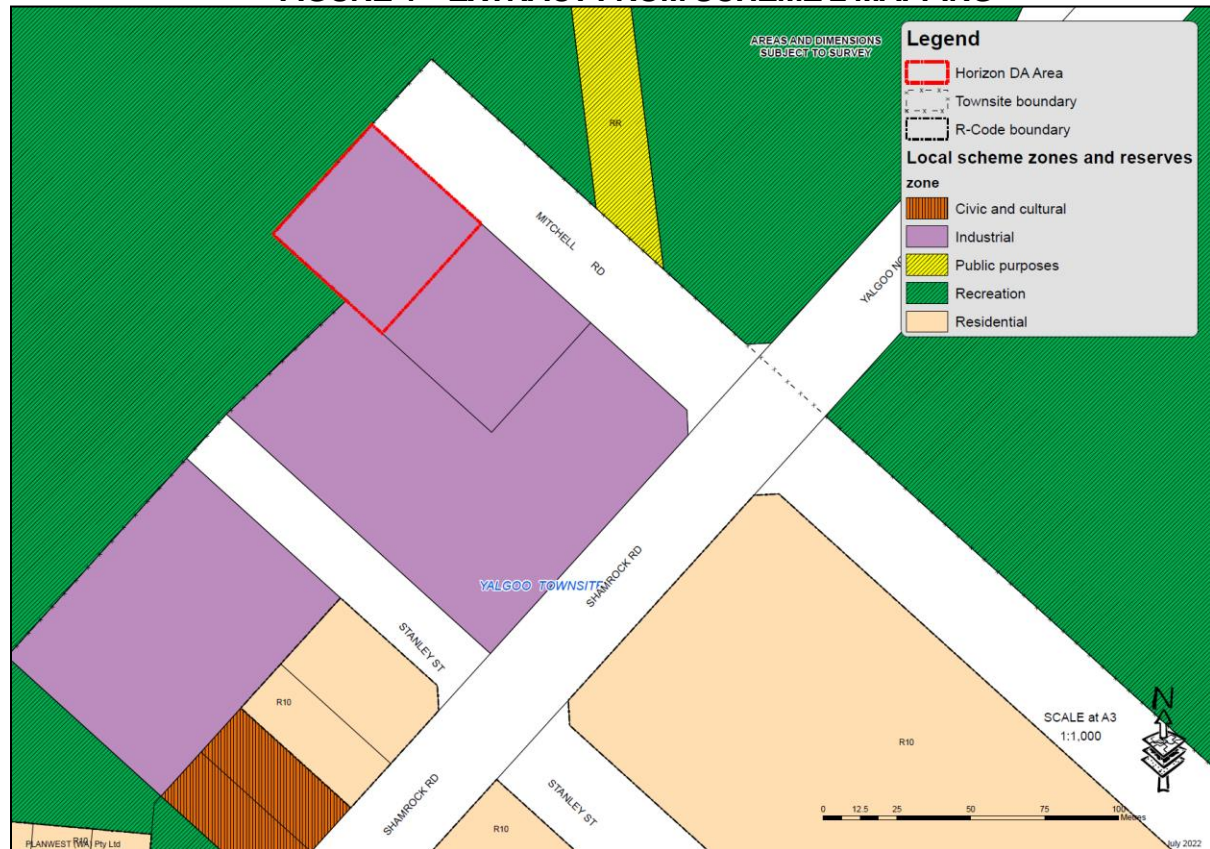 AREAS AND DIMENSIONS
SUBJECT TO SURVEY
Legend
Horizon DA Area
Townsite boundary
R-Code boundary
Local scheme zones and reserves
zone
Civic and cultural
Industrial
Public purposes
Recreation
Residential
RR
MITCHELL RD
YALGOO
YALGOO TOWNSITE
SHAMROCK RD
STANLEY ST
R10
SHAMROCK RD
STANLEY ST
R10
R10
R10
SCALE at A3
1:1,000
N
0 12.5 25 50 75 100
Metres
PLANWEST (WA) Pty Ltd
July 2022